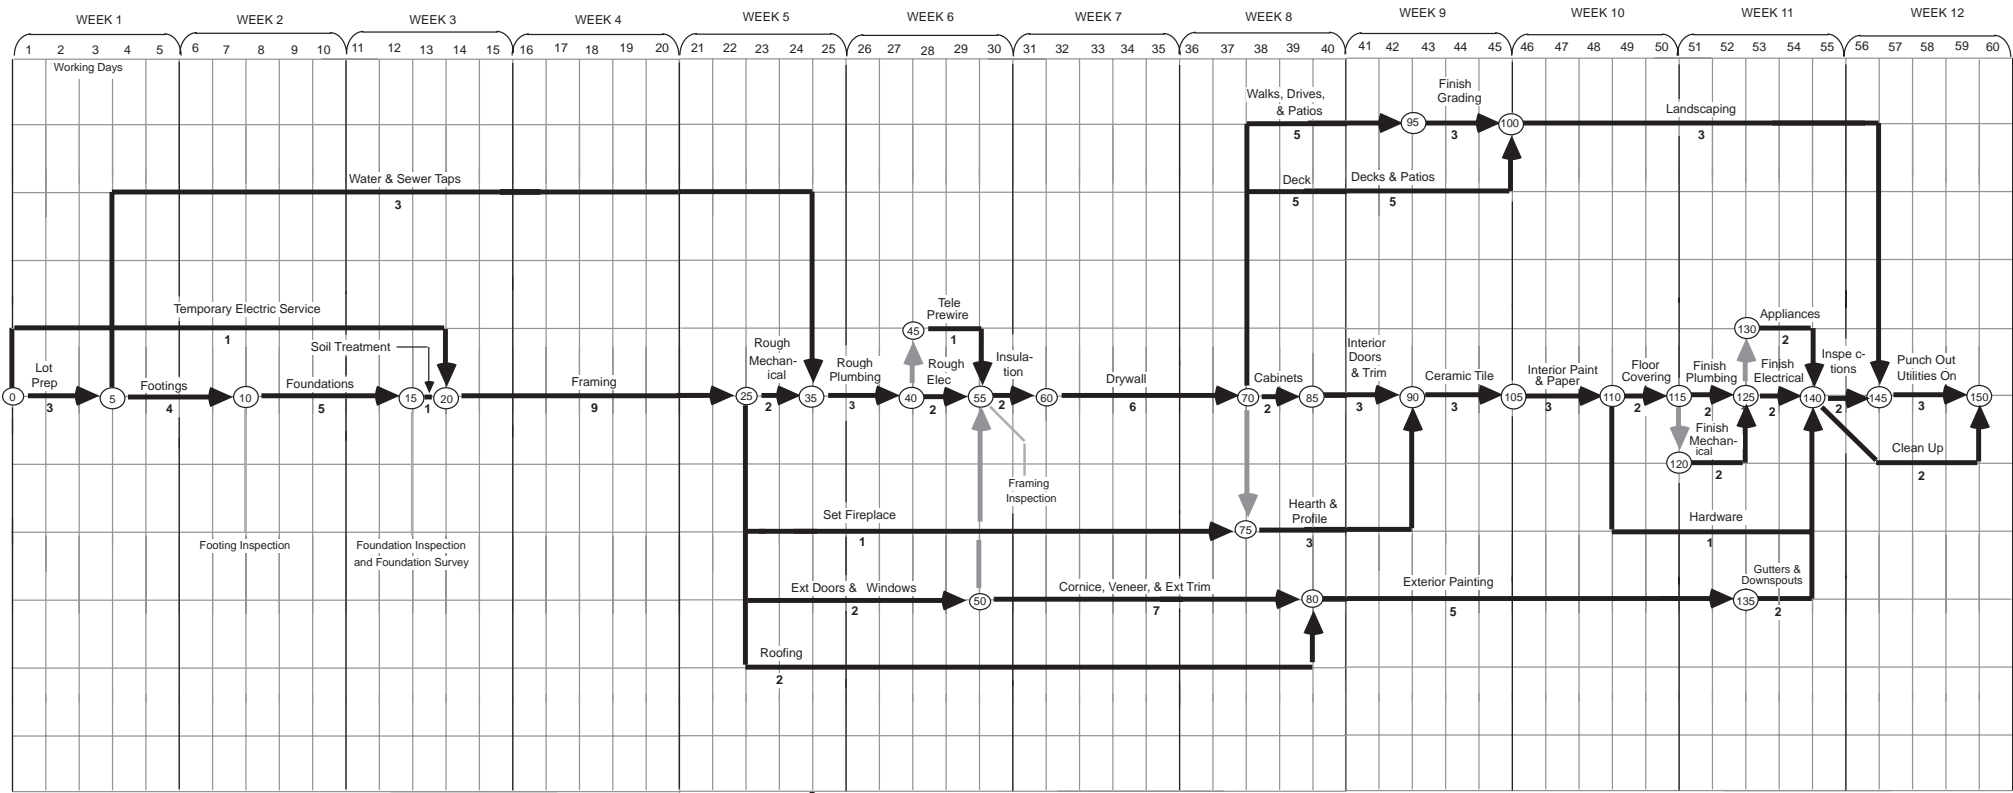 WEEK 1 WEEK 2 WEEK 3 WEEK 4 WEEK 5 WEEK 6 WEEK 7 WEEK 8 WEEK 9 WEEK 10 WEEK 11 WEEK 12
1 2 3 4 5 6 7 8 9 10 11 12 13 14 15 16 17 18 19 20 21 22 23 24 25 26 27 28 29 30 31 32 33 34 35 36 37 38 39 40 41 42 43 44 45 46 47 48 49 50 51 52 53 54 55 56 57 58 59 60
Working Days
Walks, Drives,
& Patios
5
95
Finish
Grading
3
100
Landscaping
3
Water & Sewer Taps
3
Deck
5
Decks & Patios
5
Temporary Electric Service
1
Soil Treatment
45
Tele
Prewire
1
130
Appliances
2
0
Lot
Prep
3
5
Footings
4
10
Foundations
5
15
1
20
Framing
9
25
Rough
Mechan-
ical
2
35
Rough
Plumbing
3
40
Rough
Elec
2
55
Insula-
tion
2
60
Drywall
6
70
Cabinets
2
85
Interior
Doors
& Trim
3
90
Ceramic Tile
3
105
Interior Paint
& Paper
3
110
Floor
Covering
2
115
Finish
Plumbing
2
125
Finish
Electrical
2
140
Inspe c-
tions
2
145
Punch Out
Utilities On
3
150
Finish
Mechan-
ical
120
2
Clean Up
2
Framing
Inspection
Set Fireplace
1
75
Hearth &
Profile
3
Hardware
1
Footing Inspection
Foundation Inspection
and Foundation Survey
Ext Doors & Windows
2
50
Cornice, Veneer, & Ext Trim
7
80
Exterior Painting
5
135
Gutters &
Downspouts
2
Roofing
2